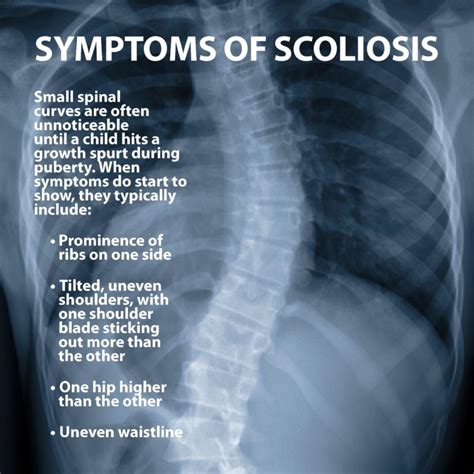 SYMPTOMS OF SCOLIOSIS
Small spinal
curves are often
unnoticeable
until a child hits a
growth spurt during
puberty. When
symptoms do start to
show, they typically
include:
• Prominence of
ribs on one side
• Tilted, uneven
shoulders, with
one shoulder
blade sticking
out more than
the other
• One hip higher
than the other
• Uneven waistline